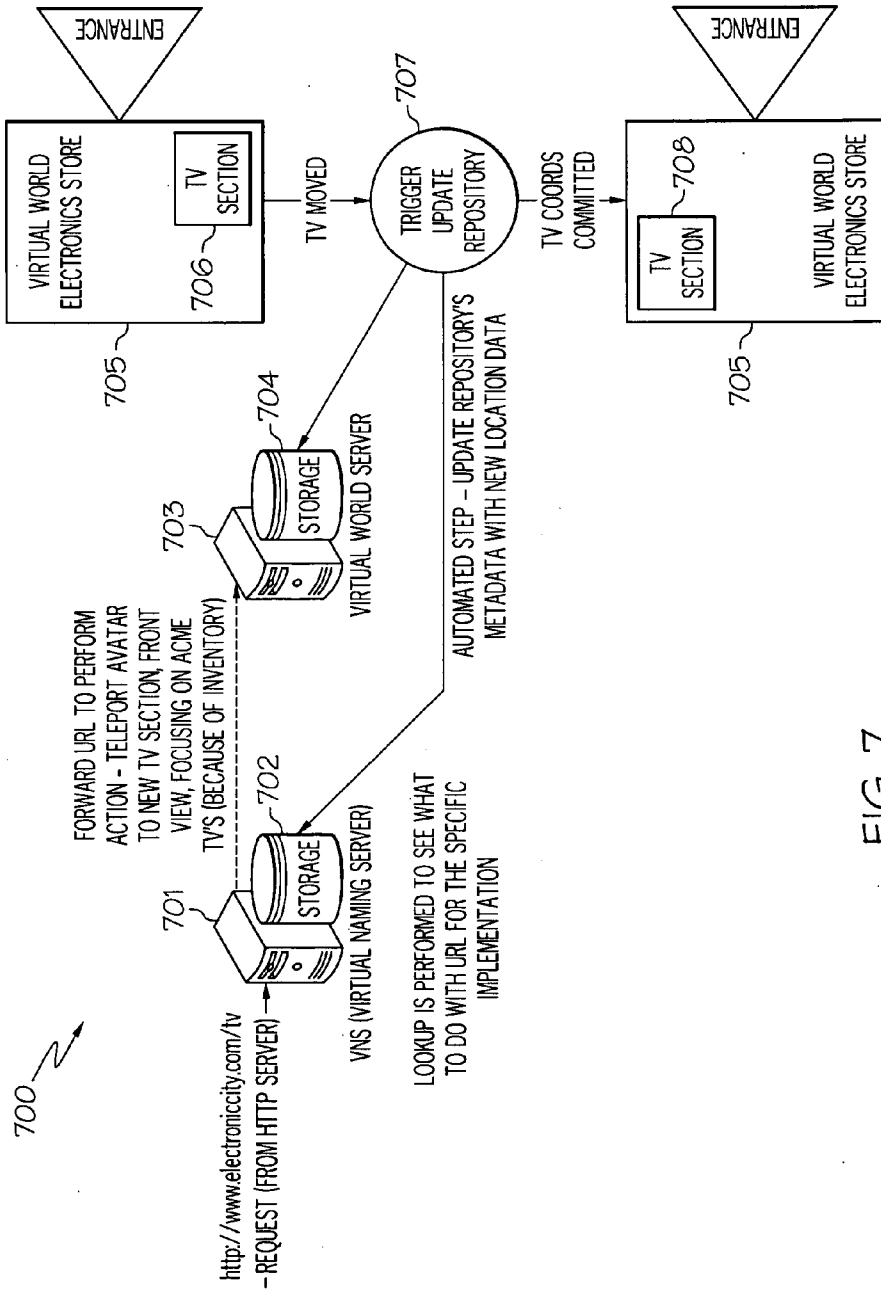 700
http://www.electroniccity.com/tv
-REQUEST (FROM HTTP SERVER)
701
702
STORAGE
VNS (VIRTUAL NAMING SERVER)
LOOKUP IS PERFORMED TO SEE WHAT
TO DO WITH URL FOR THE SPECIFIC
IMPLEMENTATION
FORWARD URL TO PERFORM
ACTION - TELEPORT AVATAR
TO NEW TV SECTION, FRONT
VIEW, FOCUSING ON ACME
TV'S (BECAUSE OF INVENTORY)
703
704
STORAGE
VIRTUAL WORLD SERVER
AUTOMATED STEP - UPDATE REPOSITORY'S
METADATA WITH NEW LOCATION DATA
705
VIRTUAL WORLD
ELECTRONICS STORE
706
TV
SECTION
ENTRANCE
TV MOVED
707
TRIGGER
UPDATE
REPOSITORY
TV COORDS
COMMITTED
705
TV
SECTION
708
VIRTUAL WORLD
ELECTRONICS STORE
ENTRANCE
FIG. 7